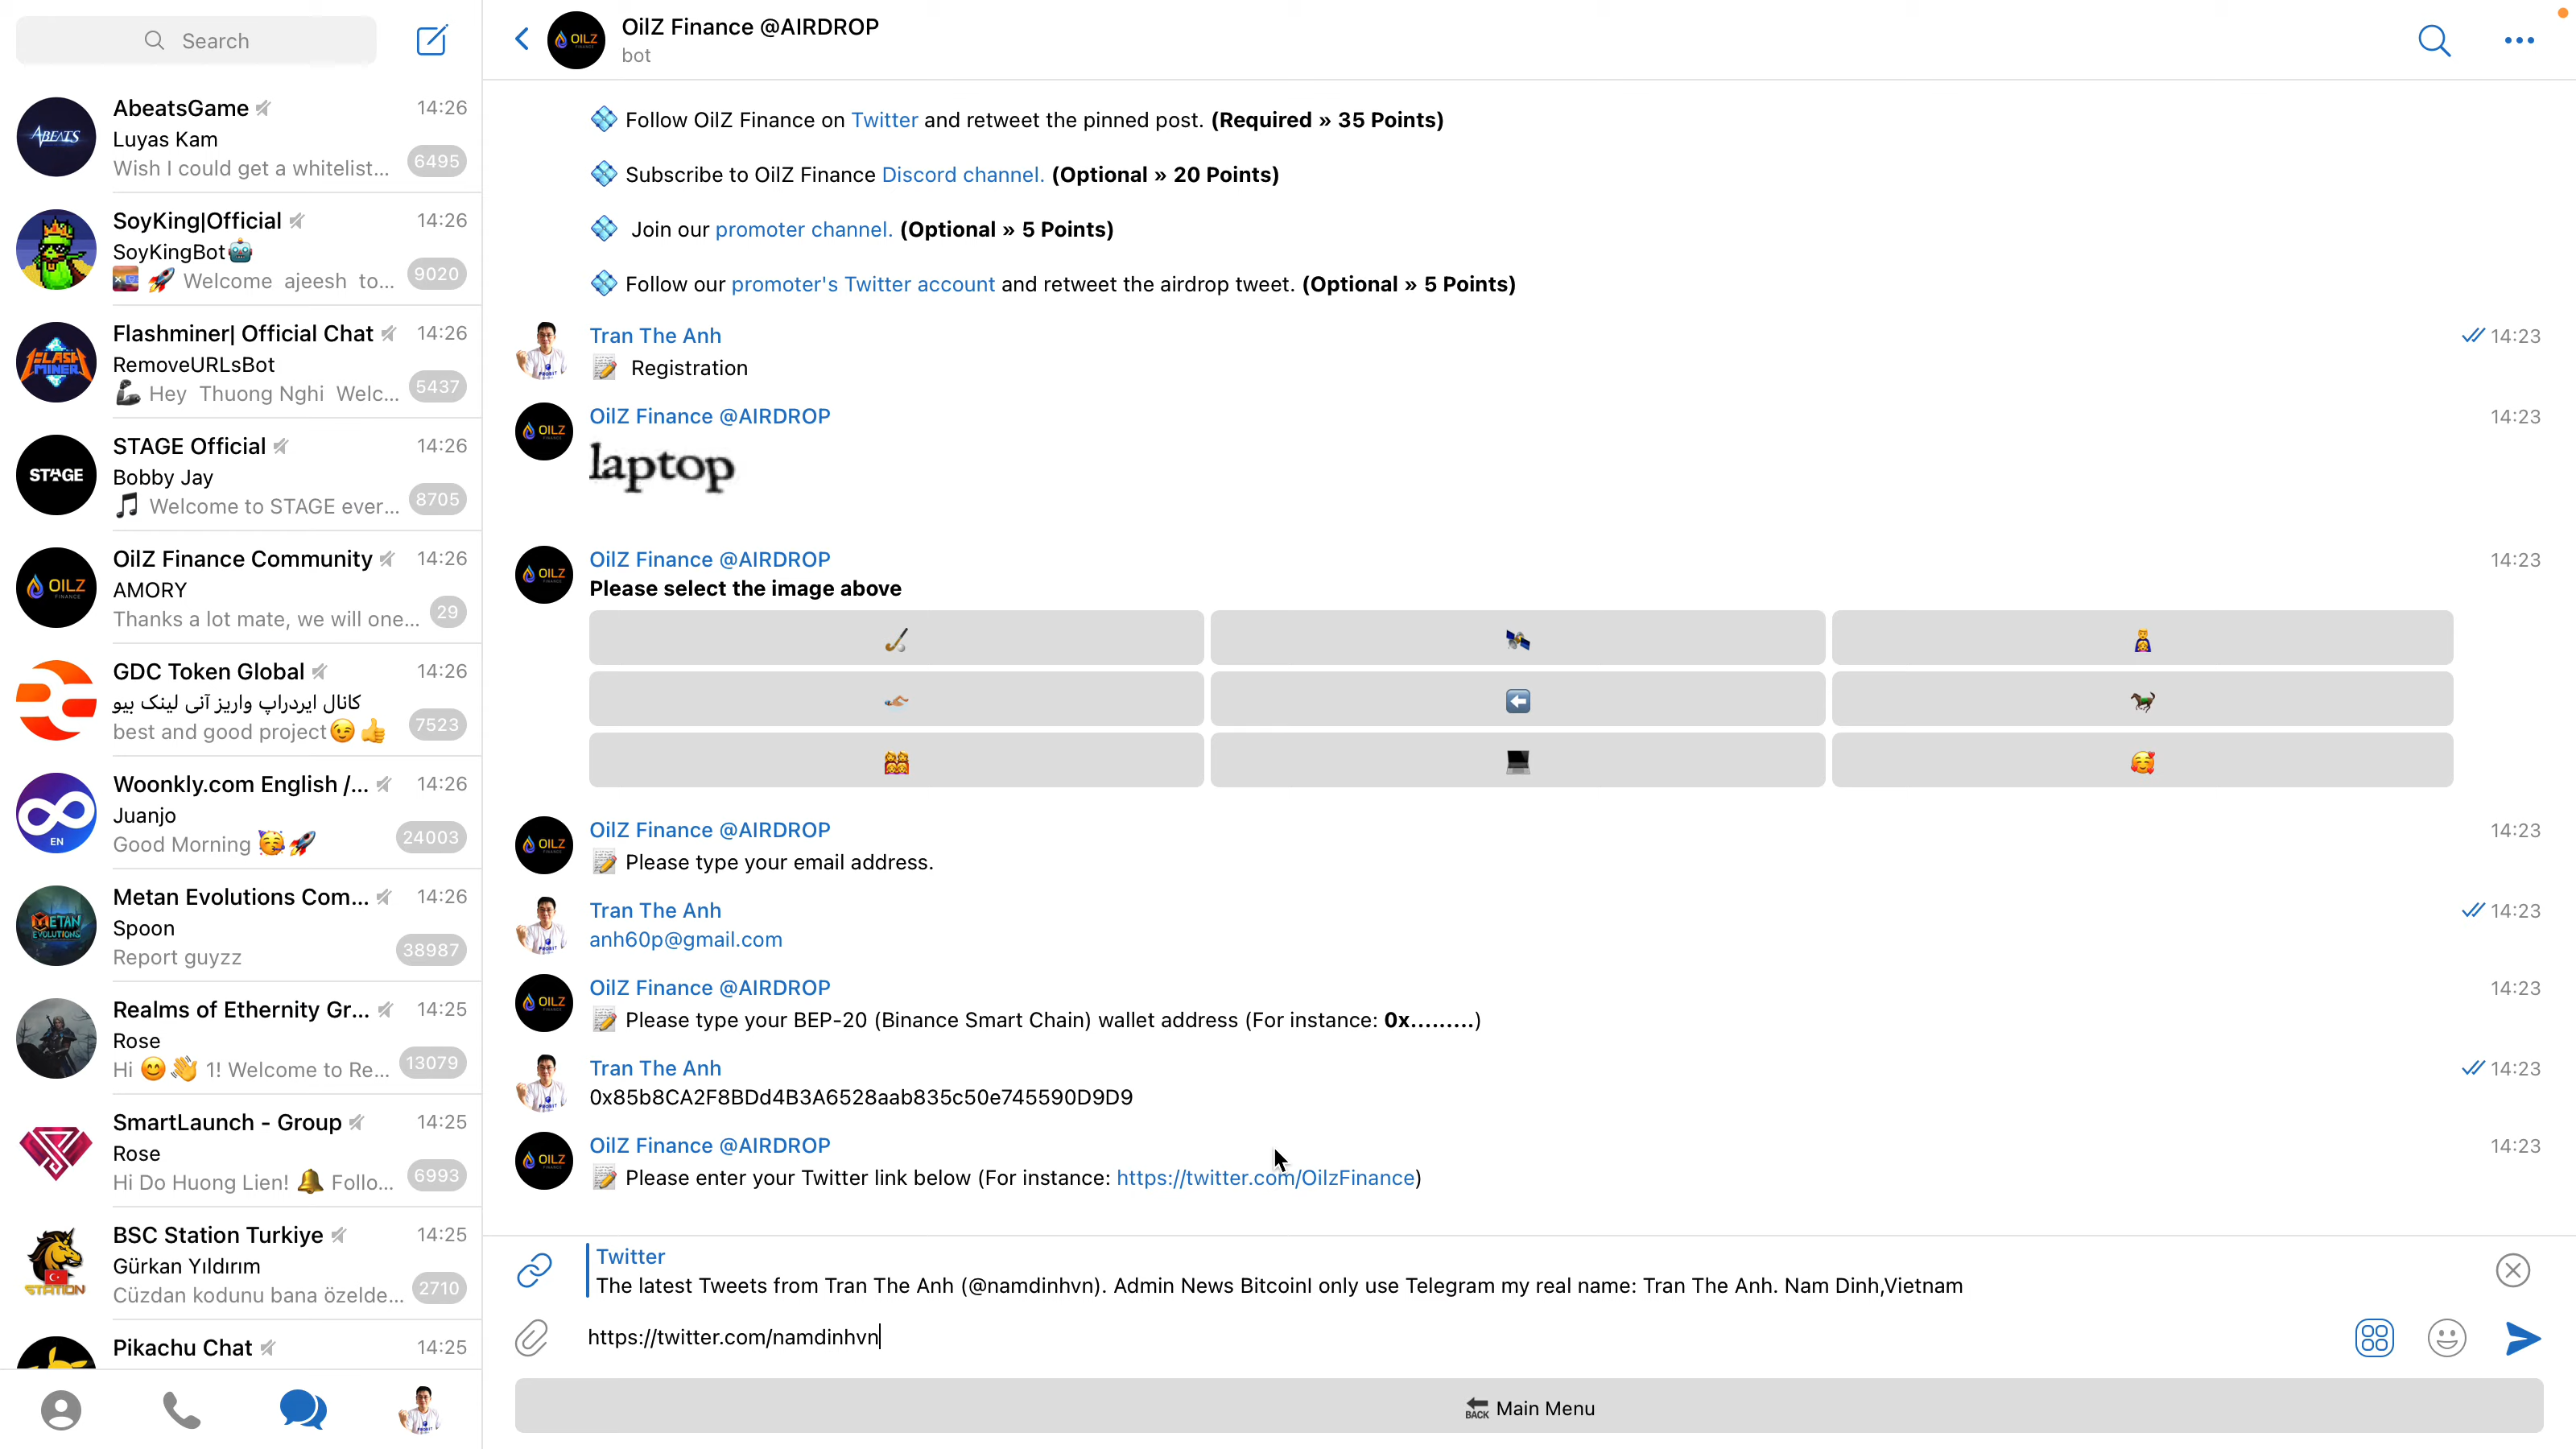 Search
AbeatsGame 14:26
Luyas Kam
Wish I could get a whitelist... 6495
SoyKing|Official 14:26
SoyKingBot🤖
🌇 🚀 Welcome ajeesh to... 9020
Flashminer| Official Chat 14:26
RemoveURLsBot
🦾 Hey Thuong Nghi Welc... 5437
STAGE Official 14:26
Bobby Jay
🎵 Welcome to STAGE ever... 8705
OilZ Finance Community 14:26
AMORY
Thanks a lot mate, we will one... 29
GDC Token Global 14:26
کانال ایردراپ واریز آنی لینک بیو
best and good project😉👍 7523
Woonkly.com English /... 14:26
Juanjo
Good Morning 🥳🚀 24003
Metan Evolutions Com... 14:26
Spoon
Report guyzz 38987
Realms of Ethernity Gr... 14:25
Rose
Hi 😊👋 1! Welcome to Re... 13079
SmartLaunch - Group 14:25
Rose
Hi Do Huong Lien! 🔔 Follo... 6993
BSC Station Turkiye 14:25
Gürkan Yıldırım
Cüzdan kodunu bana özelde... 2710
Pikachu Chat 14:25
OilZ Finance @AIRDROP
bot
💠 Follow OilZ Finance on Twitter and retweet the pinned post. (Required » 35 Points)
💠 Subscribe to OilZ Finance Discord channel. (Optional » 20 Points)
💠 Join our promoter channel. (Optional » 5 Points)
💠 Follow our promoter's Twitter account and retweet the airdrop tweet. (Optional » 5 Points)
Tran The Anh 14:23
📝 Registration
OilZ Finance @AIRDROP 14:23
laptop
OilZ Finance @AIRDROP 14:23
Please select the image above
OilZ Finance @AIRDROP 14:23
📝 Please type your email address.
Tran The Anh 14:23
anh60p@gmail.com
OilZ Finance @AIRDROP 14:23
📝 Please type your BEP-20 (Binance Smart Chain) wallet address (For instance: 0x.........)
Tran The Anh 14:23
0x85b8CA2F8BDd4B3A6528aab835c50e745590D9D9
OilZ Finance @AIRDROP 14:23
📝 Please enter your Twitter link below (For instance: https://twitter.com/OilzFinance)
Twitter
The latest Tweets from Tran The Anh (@namdinhvn). Admin News BitcoinI only use Telegram my real name: Tran The Anh. Nam Dinh,Vietnam
https://twitter.com/namdinhvn
🔙 Main Menu